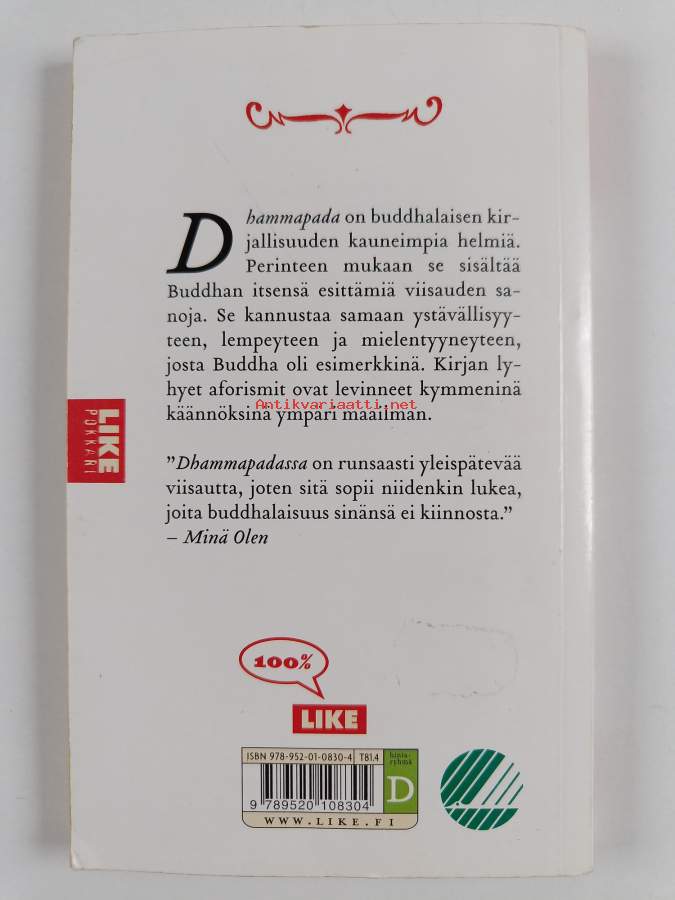 Dhammapada on buddhalaisen kir-
jallisuuden kauneimpia helmiä.
Perinteen mukaan se sisältää
Buddhan itsensä esittämiä viisauden sa-
noja. Se kannustaa samaan ystävällisyy-
teen, lempeyteen ja mielentyyneyteen,
josta Buddha oli esimerkkinä. Kirjan ly-
hyet aforismit ovat levinneet kymmeninä
Antikvariaatti.net
käännöksinä ympäri maailman.
LIKE
POKKARI
”Dhammapadassa on runsaasti yleispätevää
viisautta, joten sitä sopii niidenkin lukea,
joita buddhalaisuus sinänsä ei kiinnosta.”
– Minä Olen
100%
LIKE
ISBN 978-952-01-0830-4 T81.4
hinta-
ryhmä
D
9 789520 108304
WWW.LIKE.FI